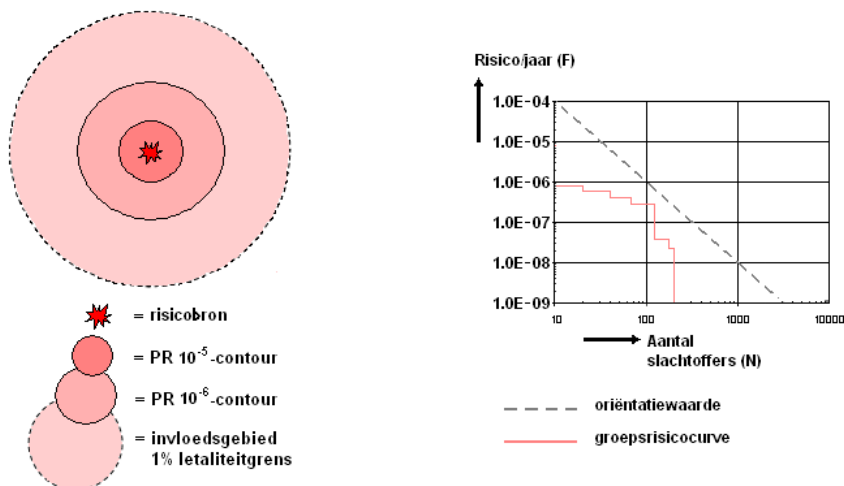 Risico/jaar (F)
1.0E-04
1.0E-05
1.0E-06
1.0E-07
1.0E-08
1.0E-09
10 100 1000 10000
Aantal
slachtoffers (N)
= risicobron
= PR 10⁻⁵-contour
= PR 10⁻⁶-contour
= invloedsgebied
1% letaliteitgrens
oriëntatiewaarde
groepsrisicocurve